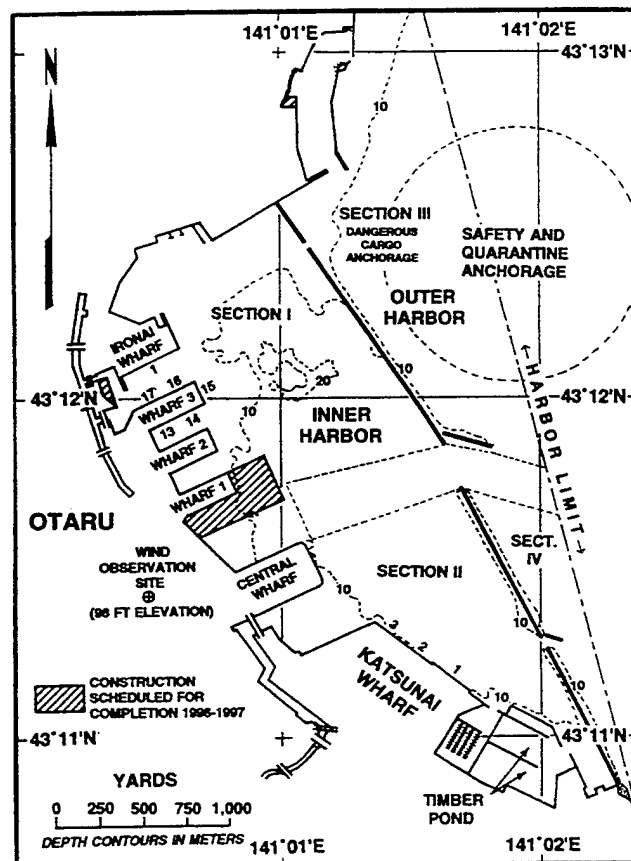 141°01'E
141°02'E
43°13'N
N
10
SECTION III
DANGEROUS
CARGO
ANCHORAGE
SAFETY AND
QUARANTINE
ANCHORAGE
OUTER
HARBOR
SECTION I
IRONAI
WHARF
1
17
16
15
WHARF 3
43°12'N
43°12'N
10
20
10
INNER
HARBOR
13
14
WHARF 2
WHARF 1
←HARBOR LIMIT→
OTARU
WIND
OBSERVATION
SITE
(96 FT ELEVATION)
CENTRAL
WHARF
SECTION II
SECT.
IV
10
10
3
2
1
KATSUNAI
WHARF
10
10
CONSTRUCTION
SCHEDULED FOR
COMPLETION 1996-1997
43°11'N
43°11'N
YARDS
0 250 500 750 1,000
DEPTH CONTOURS IN METERS
TIMBER
POND
141°01'E
141°02'E